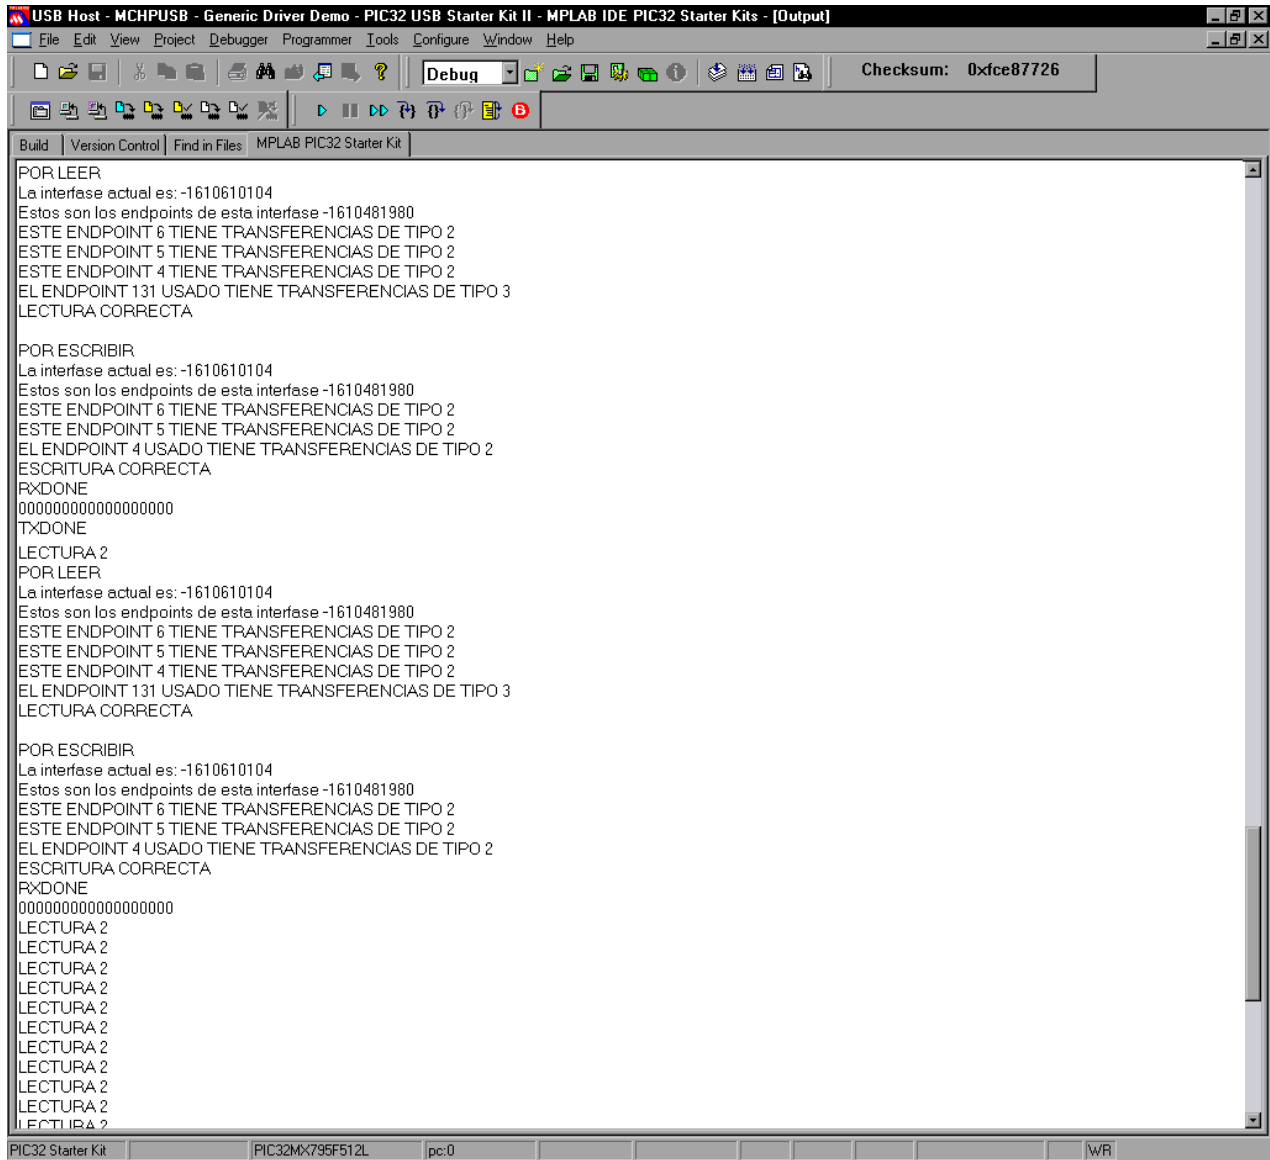 USB Host - MCHPUSB - Generic Driver Demo - PIC32 USB Starter Kit II - MPLAB IDE PIC32 Starter Kits - [Output]
File Edit View Project Debugger Programmer Tools Configure Window Help
Debug Checksum: 0xfce87726
Build Version Control Find in Files MPLAB PIC32 Starter Kit
POR LEER
La interfase actual es: -1610610104
Estos son los endpoints de esta interfase -1610481980
ESTE ENDPOINT 6 TIENE TRANSFERENCIAS DE TIPO 2
ESTE ENDPOINT 5 TIENE TRANSFERENCIAS DE TIPO 2
ESTE ENDPOINT 4 TIENE TRANSFERENCIAS DE TIPO 2
EL ENDPOINT 131 USADO TIENE TRANSFERENCIAS DE TIPO 3
LECTURA CORRECTA
POR ESCRIBIR
La interfase actual es: -1610610104
Estos son los endpoints de esta interfase -1610481980
ESTE ENDPOINT 6 TIENE TRANSFERENCIAS DE TIPO 2
ESTE ENDPOINT 5 TIENE TRANSFERENCIAS DE TIPO 2
EL ENDPOINT 4 USADO TIENE TRANSFERENCIAS DE TIPO 2
ESCRITURA CORRECTA
RXDONE
000000000000000000
TXDONE
LECTURA 2
POR LEER
La interfase actual es: -1610610104
Estos son los endpoints de esta interfase -1610481980
ESTE ENDPOINT 6 TIENE TRANSFERENCIAS DE TIPO 2
ESTE ENDPOINT 5 TIENE TRANSFERENCIAS DE TIPO 2
ESTE ENDPOINT 4 TIENE TRANSFERENCIAS DE TIPO 2
EL ENDPOINT 131 USADO TIENE TRANSFERENCIAS DE TIPO 3
LECTURA CORRECTA
POR ESCRIBIR
La interfase actual es: -1610610104
Estos son los endpoints de esta interfase -1610481980
ESTE ENDPOINT 6 TIENE TRANSFERENCIAS DE TIPO 2
ESTE ENDPOINT 5 TIENE TRANSFERENCIAS DE TIPO 2
EL ENDPOINT 4 USADO TIENE TRANSFERENCIAS DE TIPO 2
ESCRITURA CORRECTA
RXDONE
000000000000000000
LECTURA 2
LECTURA 2
LECTURA 2
LECTURA 2
LECTURA 2
LECTURA 2
LECTURA 2
LECTURA 2
LECTURA 2
LECTURA 2
LECTURA 2
PIC32 Starter Kit PIC32MX795F512L pc:0 WR